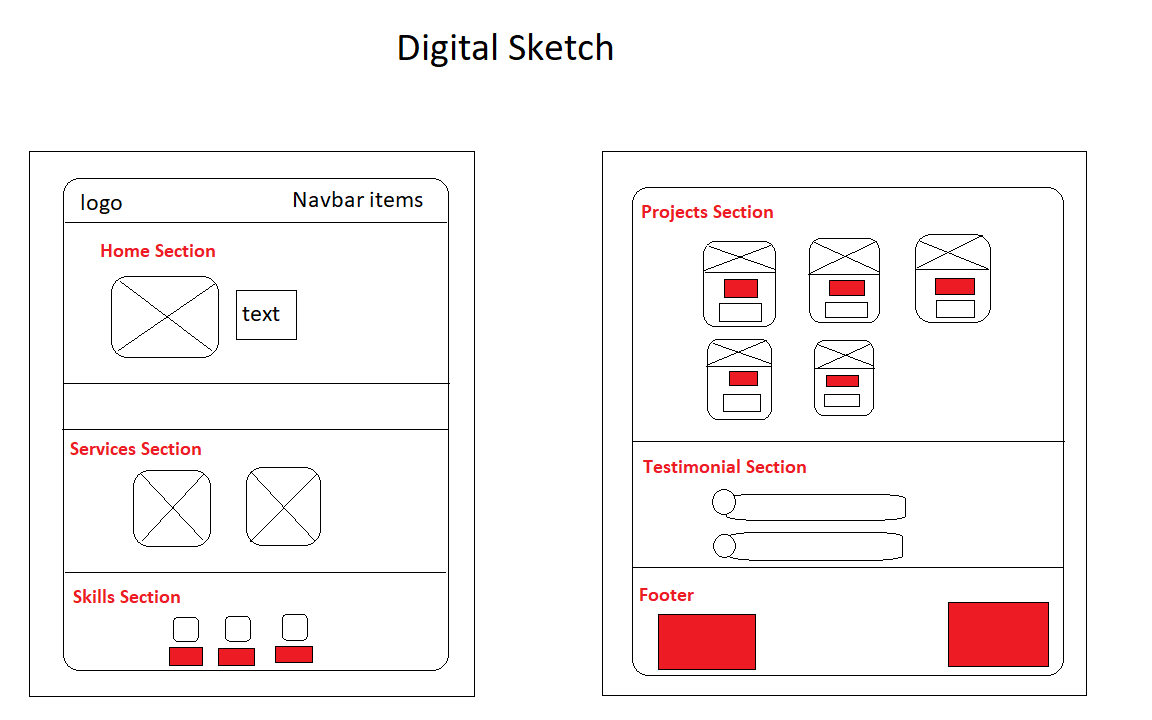 Digital Sketch
logo
Navbar items
Home Section
text
Services Section
Skills Section
Projects Section
Testimonial Section
Footer